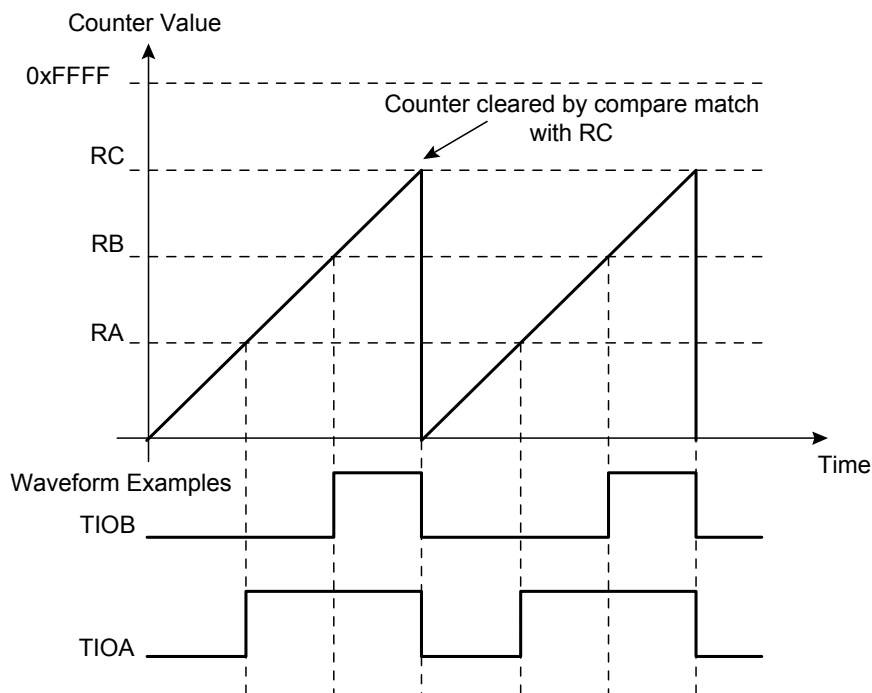 Counter Value
0xFFFF
Counter cleared by compare match
with RC
RC
RB
RA
Time
Waveform Examples
TIOB
TIOA